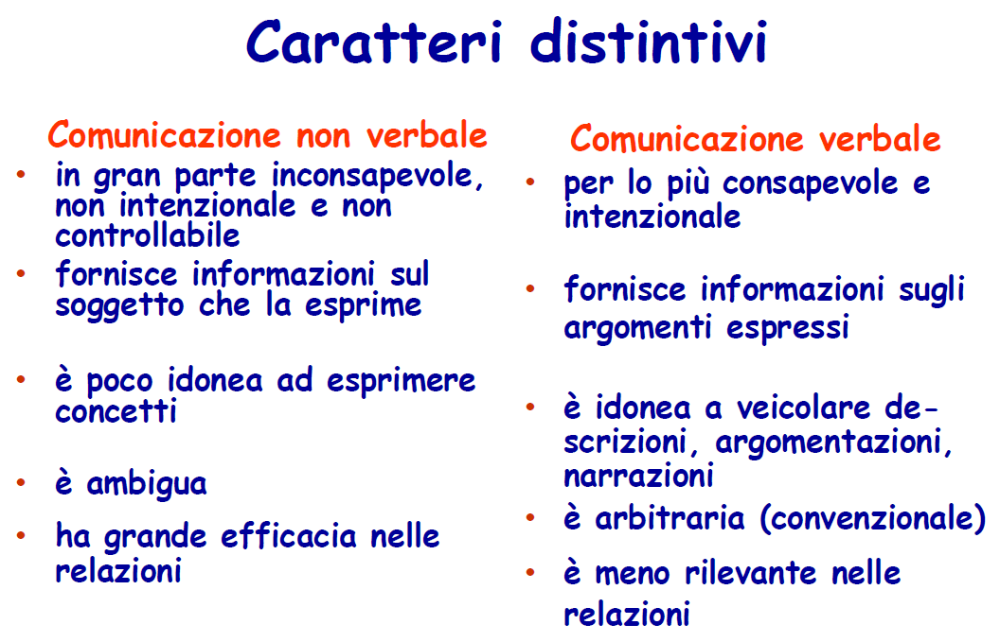 Caratteri distintivi
Comunicazione non verbale
• in gran parte inconsapevole,
non intenzionale e non
controllabile
• fornisce informazioni sul
soggetto che la esprime
• è poco idonea ad esprimere
concetti
• è ambigua
• ha grande efficacia nelle
relazioni
Comunicazione verbale
• per lo più consapevole e
intenzionale
• fornisce informazioni sugli
argomenti espressi
• è idonea a veicolare de-
scrizioni, argomentazioni,
narrazioni
• è arbitraria (convenzionale)
• è meno rilevante nelle
relazioni